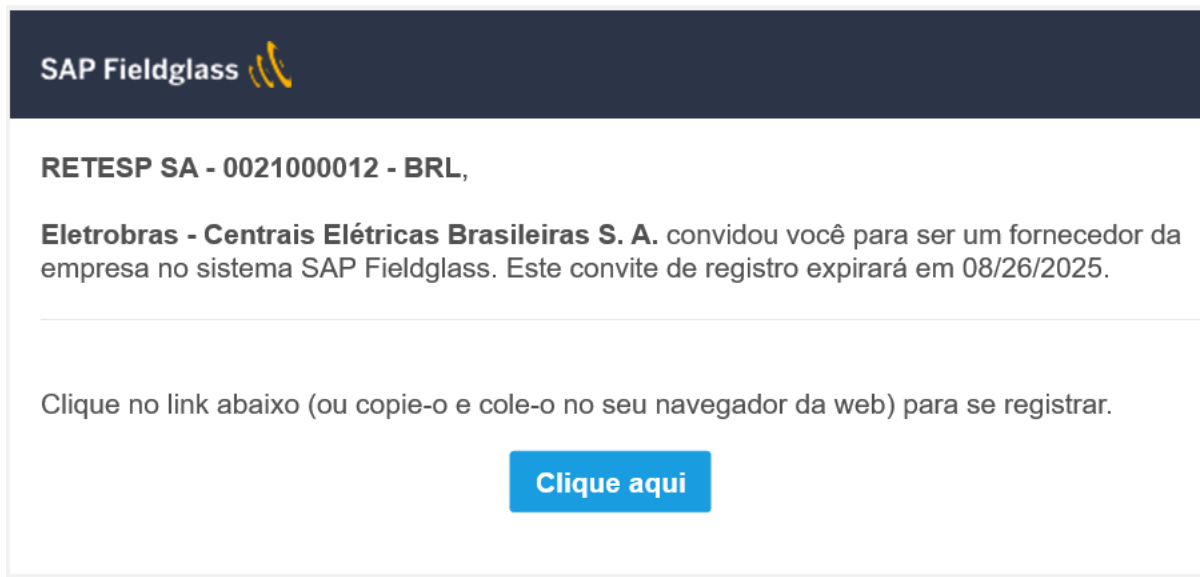 SAP Fieldglass
RETESP SA - 0021000012 - BRL,
Eletrobras - Centrais Elétricas Brasileiras S. A. convidou você para ser um fornecedor da
empresa no sistema SAP Fieldglass. Este convite de registro expirará em 08/26/2025.
Clique no link abaixo (ou copie-o e cole-o no seu navegador da web) para se registrar.
Clique aqui